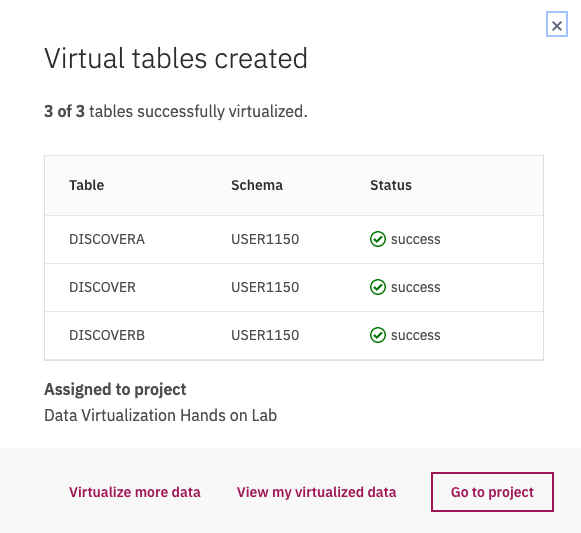 Virtual tables created
3 of 3 tables successfully virtualized.
Table Schema Status
DISCOVERA USER1150 success
DISCOVER USER1150 success
DISCOVERB USER1150 success
Assigned to project
Data Virtualization Hands on Lab
Virtualize more data View my virtualized data Go to project